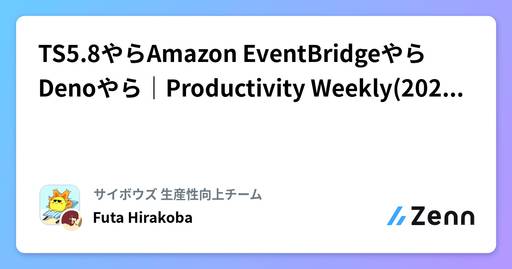 TS5.8やらAmazon EventBridgeやら
Denoやら｜Productivity Weekly(202...
サイボウズ 生産性向上チーム
Futa Hirakoba
Zenn